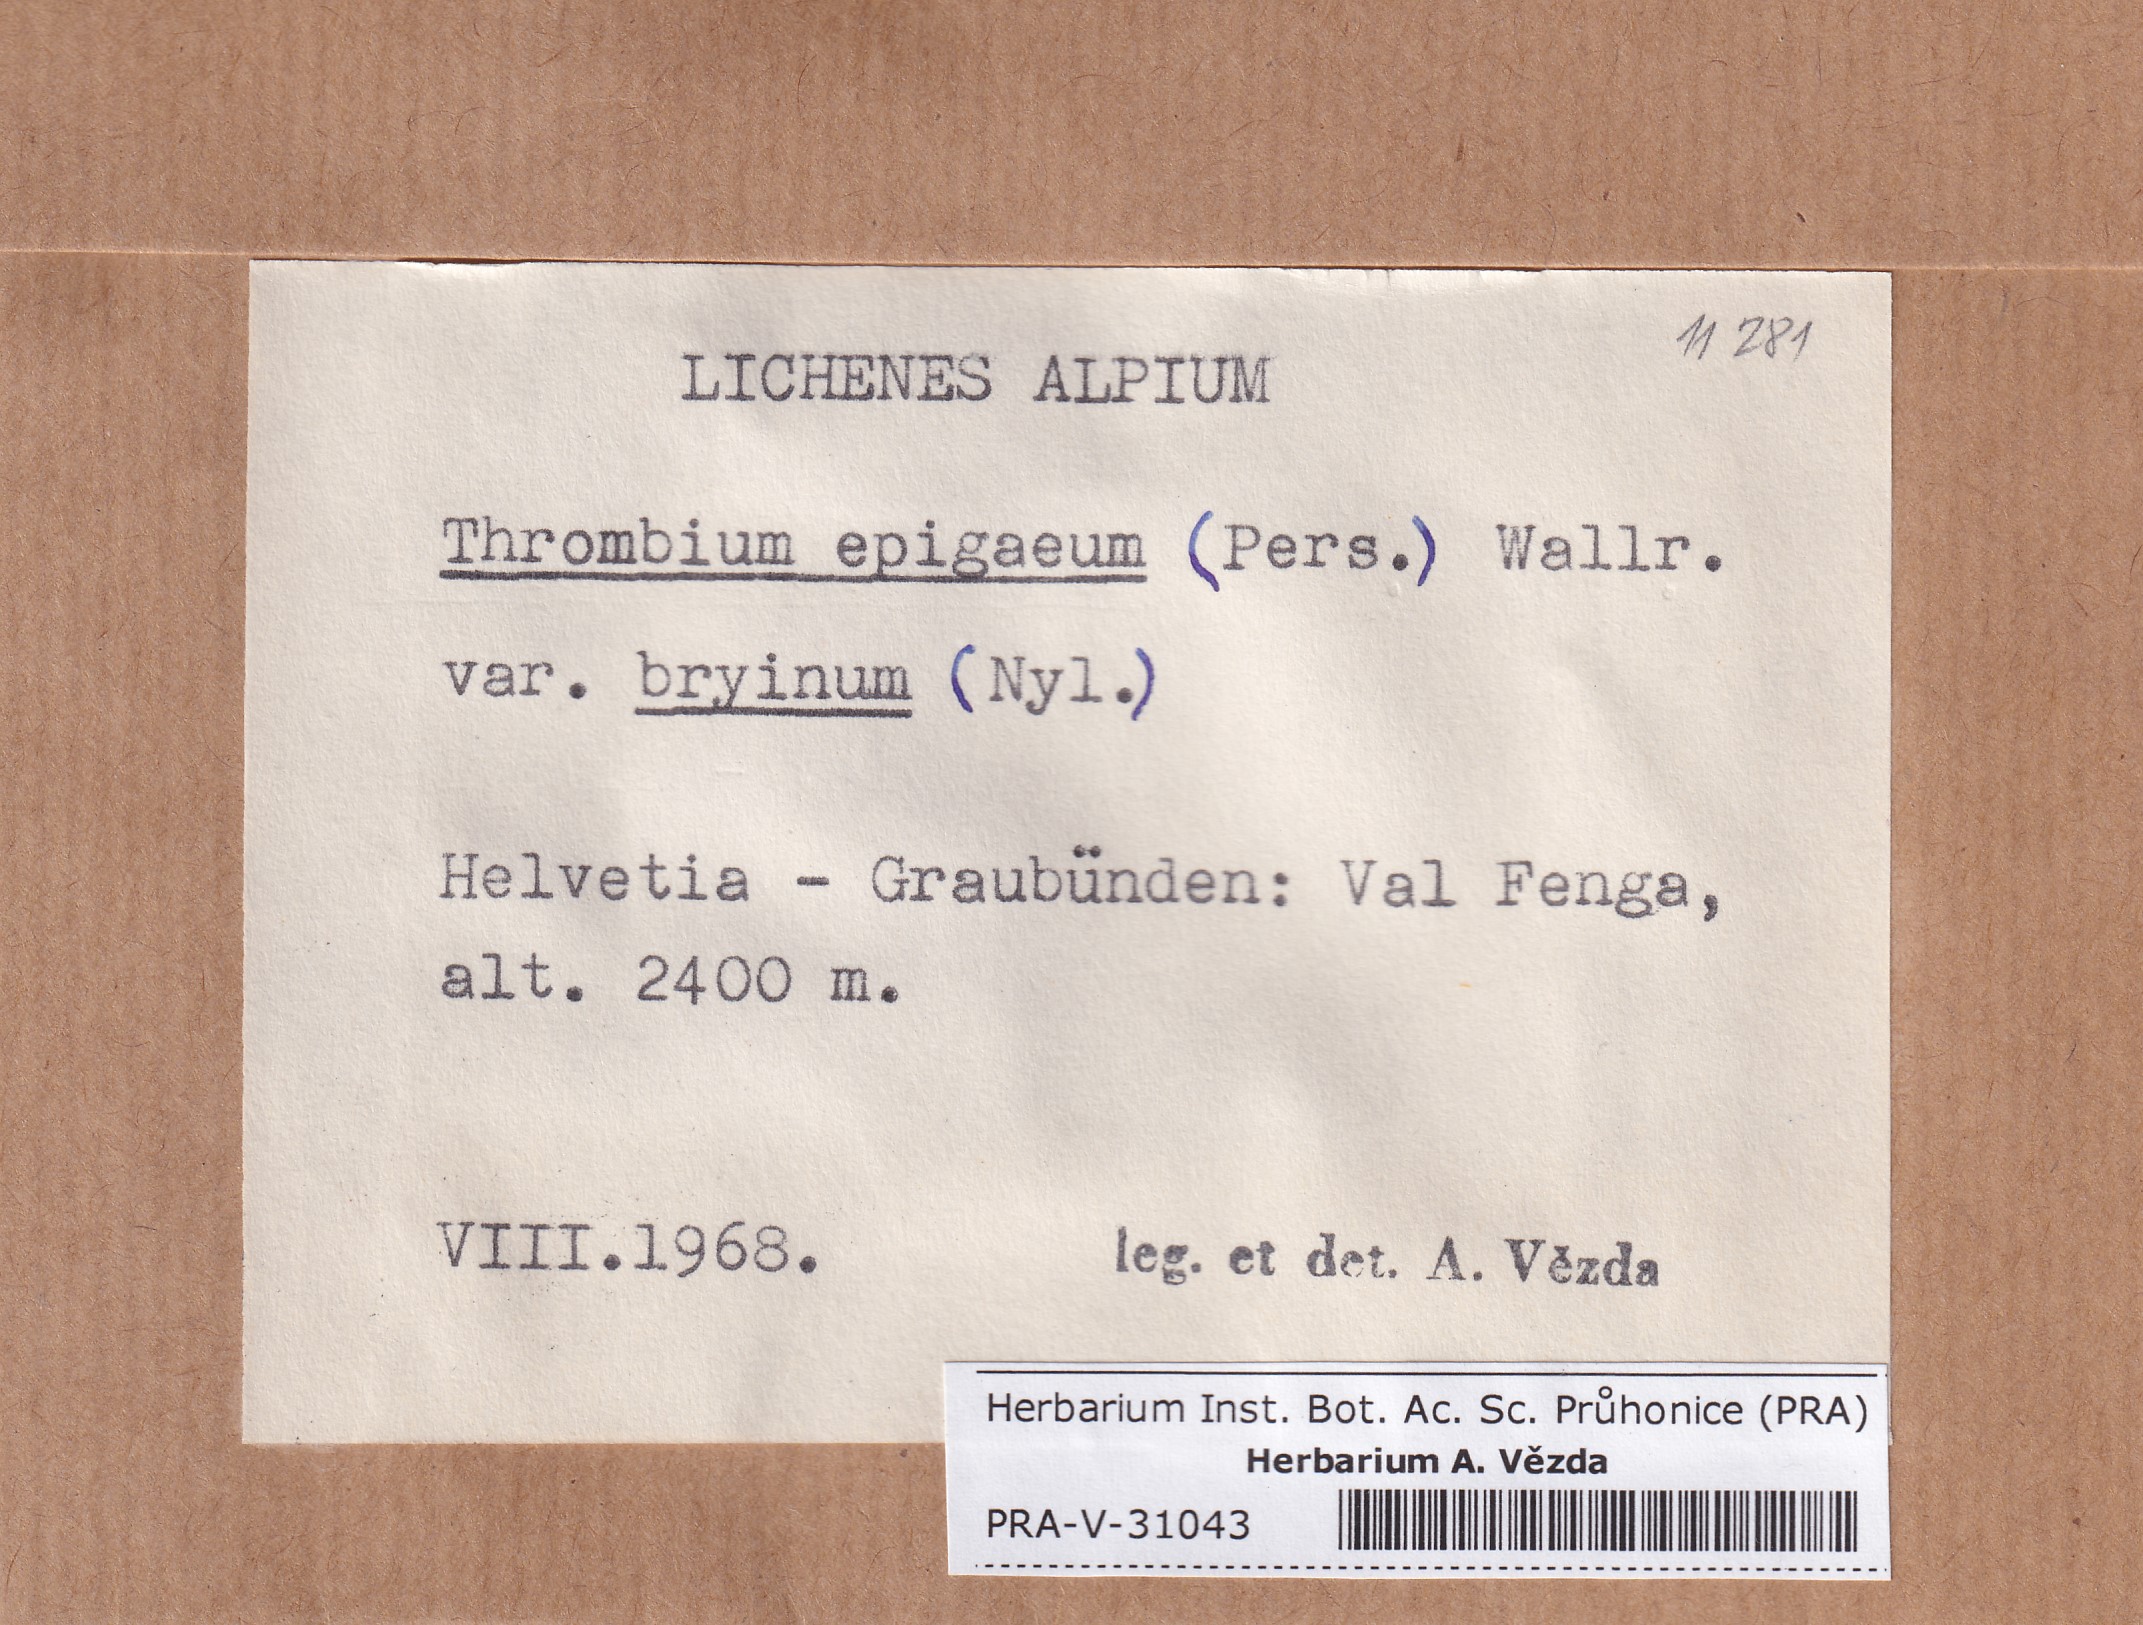 11 281
LICHENES ALPIUM
Thrombium epigaeum (Pers.) Wallr.
var. bryinum (Nyl.)
Helvetia - Graubünden: Val Fenga,
alt. 2400 m.
VIII.1968. leg. et det. A. Vězda
Herbarium Inst. Bot. Ac. Sc. Průhonice (PRA)
Herbarium A. Vězda
PRA-V-31043